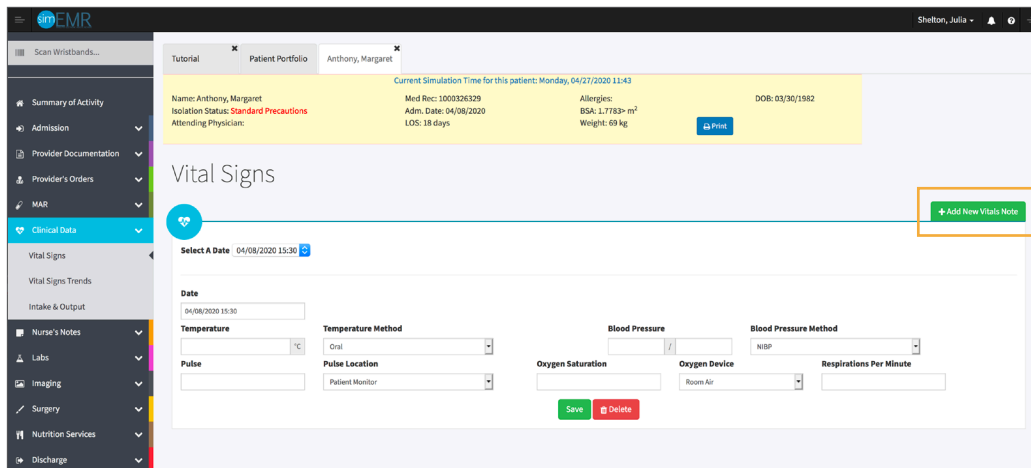 simEMR
Shelton, Julia
Scan Wristbands...
Summary of Activity
Admission
Provider Documentation
Provider's Orders
MAR
Clinical Data
Vital Signs
Vital Signs Trends
Intake & Output
Nurse's Notes
Labs
Imaging
Surgery
Nutrition Services
Discharge
Tutorial
Patient Portfolio
Anthony, Margaret
Current Simulation Time for this patient: Monday, 04/27/2020 11:43
Name: Anthony, Margaret Med Rec: 1000326329 Allergies: DOB: 03/30/1982
Isolation Status: Standard Precautions Adm. Date: 04/08/2020 BSA: 1.7783> m²
Attending Physician: LOS: 18 days Weight: 69 kg Print
Vital Signs
+ Add New Vitals Note
Select A Date 04/08/2020 15:30
Date
04/08/2020 15:30
Temperature Temperature Method Blood Pressure Blood Pressure Method
°C Oral / NIBP
Pulse Pulse Location Oxygen Saturation Oxygen Device Respirations Per Minute
Patient Monitor Room Air
Save Delete